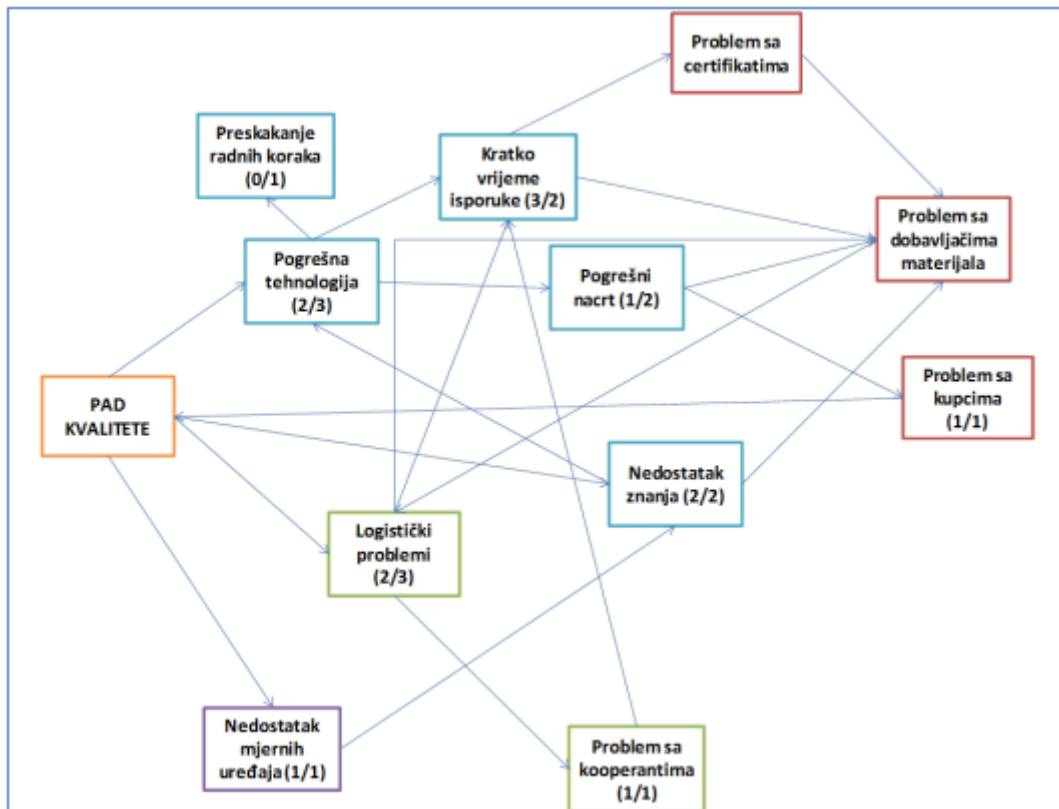 Problem sa
certifikatima
Preskakanje
radnih koraka
(0/1)
Kratko
vrijeme
isporuke (3/2)
Problem sa
dobavljačima
materijala
Pogrešna
tehnologija
(2/3)
Pogrešni
nacrt (1/2)
PAD
KVALITETE
Problem sa
kupcima
(1/1)
Nedostatak
znanja (2/2)
Logistički
problemi
(2/3)
Nedostatak
mjernih
uređaja (1/1)
Problem sa
kooperantima
(1/1)